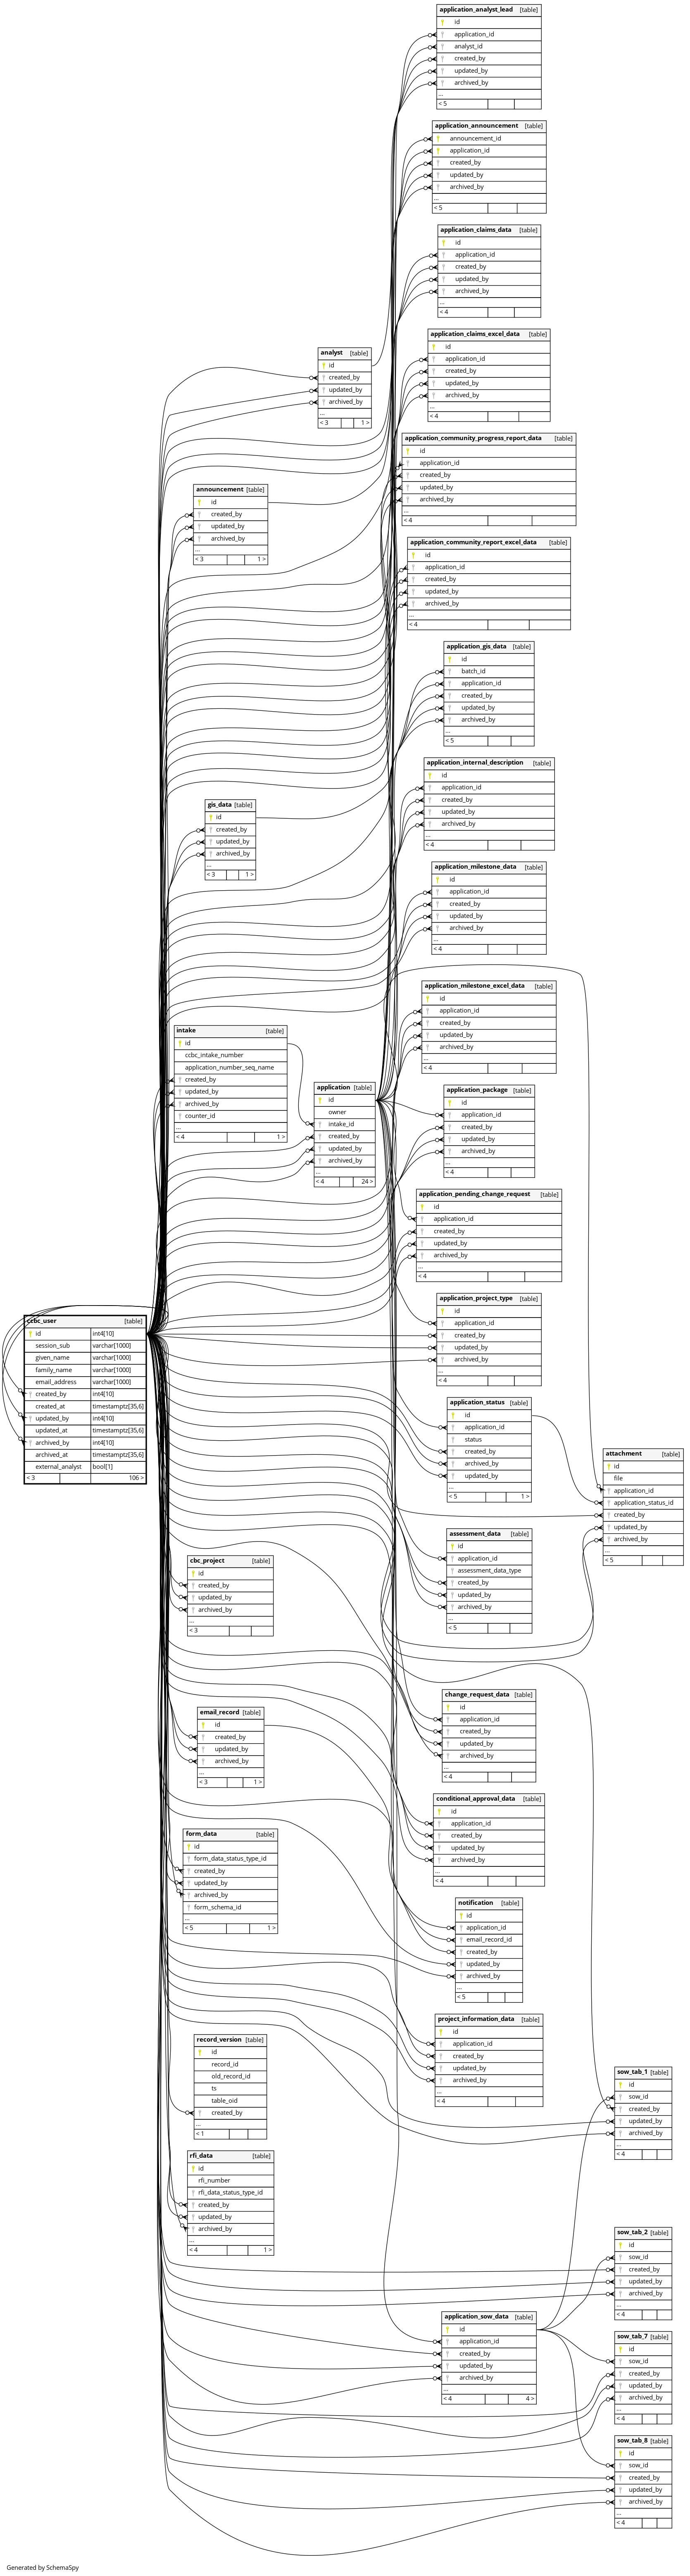 application_analyst_lead [table]
id
application_id
analyst_id
created_by
updated_by
archived_by
...
< 5
application_announcement [table]
announcement_id
application_id
created_by
updated_by
archived_by
...
< 5
application_claims_data [table]
id
application_id
created_by
updated_by
archived_by
...
< 4
application_claims_excel_data [table]
id
application_id
created_by
updated_by
archived_by
...
< 4
analyst [table]
id
created_by
updated_by
archived_by
...
< 3 1 >
application_community_progress_report_data [table]
id
application_id
created_by
updated_by
archived_by
...
< 4
announcement [table]
id
created_by
updated_by
archived_by
...
< 3 1 >
application_community_report_excel_data [table]
id
application_id
created_by
updated_by
archived_by
...
< 4
application_gis_data [table]
id
batch_id
application_id
created_by
updated_by
archived_by
...
< 5
application_internal_description [table]
id
application_id
created_by
updated_by
archived_by
...
< 4
gis_data [table]
id
created_by
updated_by
archived_by
...
< 3 1 >
application_milestone_data [table]
id
application_id
created_by
updated_by
archived_by
...
< 4
application_milestone_excel_data [table]
id
application_id
created_by
updated_by
archived_by
...
< 4
intake [table]
id
ccbc_intake_number
application_number_seq_name
created_by
updated_by
archived_by
counter_id
...
< 4 1 >
application [table]
id
owner
intake_id
created_by
updated_by
archived_by
...
< 4 24 >
application_package [table]
id
application_id
created_by
updated_by
archived_by
...
< 4
application_pending_change_request [table]
id
application_id
created_by
updated_by
archived_by
...
< 4
application_project_type [table]
id
application_id
created_by
updated_by
archived_by
...
< 4
ccbc_user [table]
id int4[10]
session_sub varchar[1000]
given_name varchar[1000]
family_name varchar[1000]
email_address varchar[1000]
created_by int4[10]
created_at timestamptz[35,6]
updated_by int4[10]
updated_at timestamptz[35,6]
archived_by int4[10]
archived_at timestamptz[35,6]
external_analyst bool[1]
< 3 106 >
application_status [table]
id
application_id
status
created_by
archived_by
updated_by
...
< 5 1 >
attachment [table]
id
file
application_id
application_status_id
created_by
updated_by
archived_by
...
< 5
assessment_data [table]
id
application_id
assessment_data_type
created_by
updated_by
archived_by
...
< 5
cbc_project [table]
id
created_by
updated_by
archived_by
...
< 3
change_request_data [table]
id
application_id
created_by
updated_by
archived_by
...
< 4
email_record [table]
id
created_by
updated_by
archived_by
...
< 3 1 >
conditional_approval_data [table]
id
application_id
created_by
updated_by
archived_by
...
< 4
form_data [table]
id
form_data_status_type_id
created_by
updated_by
archived_by
form_schema_id
...
< 5 1 >
notification [table]
id
application_id
email_record_id
created_by
updated_by
archived_by
...
< 5
project_information_data [table]
id
application_id
created_by
updated_by
archived_by
...
< 4
record_version [table]
id
record_id
old_record_id
ts
table_oid
created_by
...
< 1
sow_tab_1 [table]
id
sow_id
created_by
updated_by
archived_by
...
< 4
rfi_data [table]
id
rfi_number
rfi_data_status_type_id
created_by
updated_by
archived_by
...
< 4 1 >
sow_tab_2 [table]
id
sow_id
created_by
updated_by
archived_by
...
< 4
application_sow_data [table]
id
application_id
created_by
updated_by
archived_by
...
< 4 4 >
sow_tab_7 [table]
id
sow_id
created_by
updated_by
archived_by
...
< 4
sow_tab_8 [table]
id
sow_id
created_by
updated_by
archived_by
...
< 4
Generated by SchemaSpy